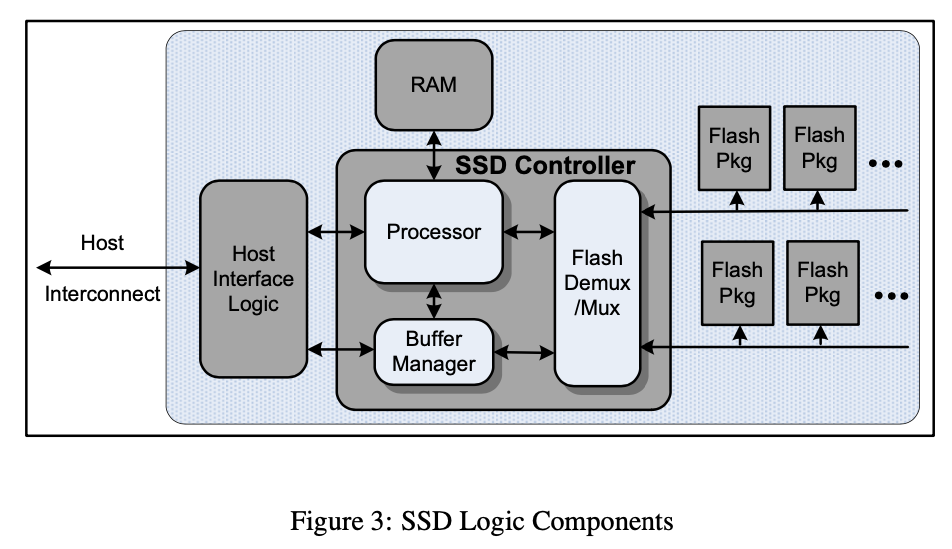 RAM
SSD Controller
Flash
Pkg
Flash
Pkg
•••
Processor
Host
Interconnect
Host
Interface
Logic
Flash
Demux
/Mux
Flash
Pkg
Flash
Pkg
•••
Buffer
Manager
Figure 3: SSD Logic Components